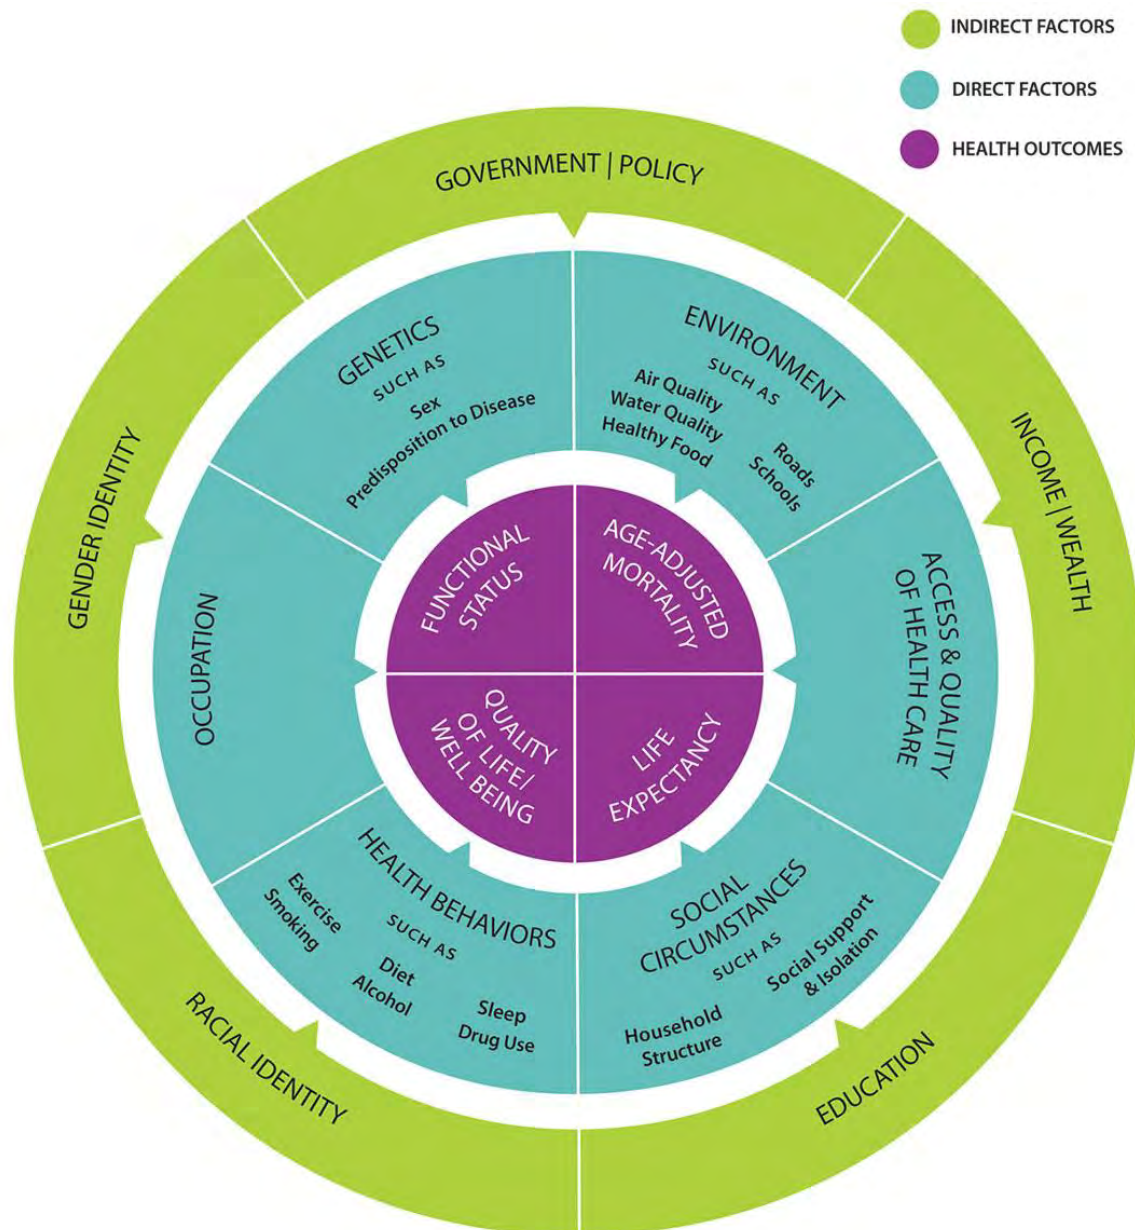 INDIRECT FACTORS
DIRECT FACTORS
HEALTH OUTCOMES
GOVERNMENT | POLICY
INCOME | WEALTH
EDUCATION
RACIAL IDENTITY
GENDER IDENTITY
GENETICS
SUCH AS
Sex
Predisposition to Disease
ENVIRONMENT
SUCH AS
Air Quality
Water Quality
Healthy Food
Roads
Schools
ACCESS & QUALITY
OF HEALTH CARE
SOCIAL
CIRCUMSTANCES
SUCH AS
Social Support
& Isolation
Household
Structure
HEALTH BEHAVIORS
SUCH AS
Exercise
Smoking
Diet
Alcohol
Sleep
Drug Use
OCCUPATION
FUNCTIONAL
STATUS
AGE-ADJUSTED
MORTALITY
LIFE
EXPECTANCY
QUALITY
OF LIFE/
WELL BEING